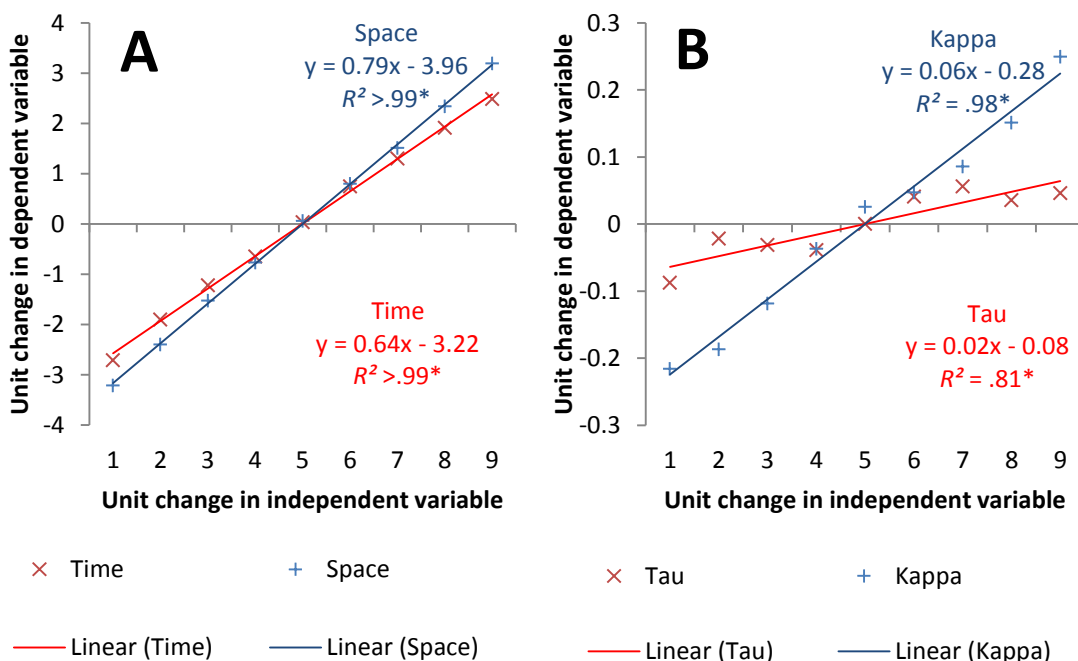 A
Space
y = 0.79x - 3.96
R² >.99*
Time
y = 0.64x - 3.22
R² >.99*
4
3
2
1
0
-1
-2
-3
-4
1 2 3 4 5 6 7 8 9
Unit change in dependent variable
Unit change in independent variable
× Time + Space
Linear (Time) Linear (Space)
B
Kappa
y = 0.06x - 0.28
R² = .98*
Tau
y = 0.02x - 0.08
R² = .81*
0.3
0.2
0.1
0
-0.1
-0.2
-0.3
1 2 3 4 5 6 7 8 9
Unit change in dependent variable
Unit change in independent variable
× Tau + Kappa
Linear (Tau) Linear (Kappa)